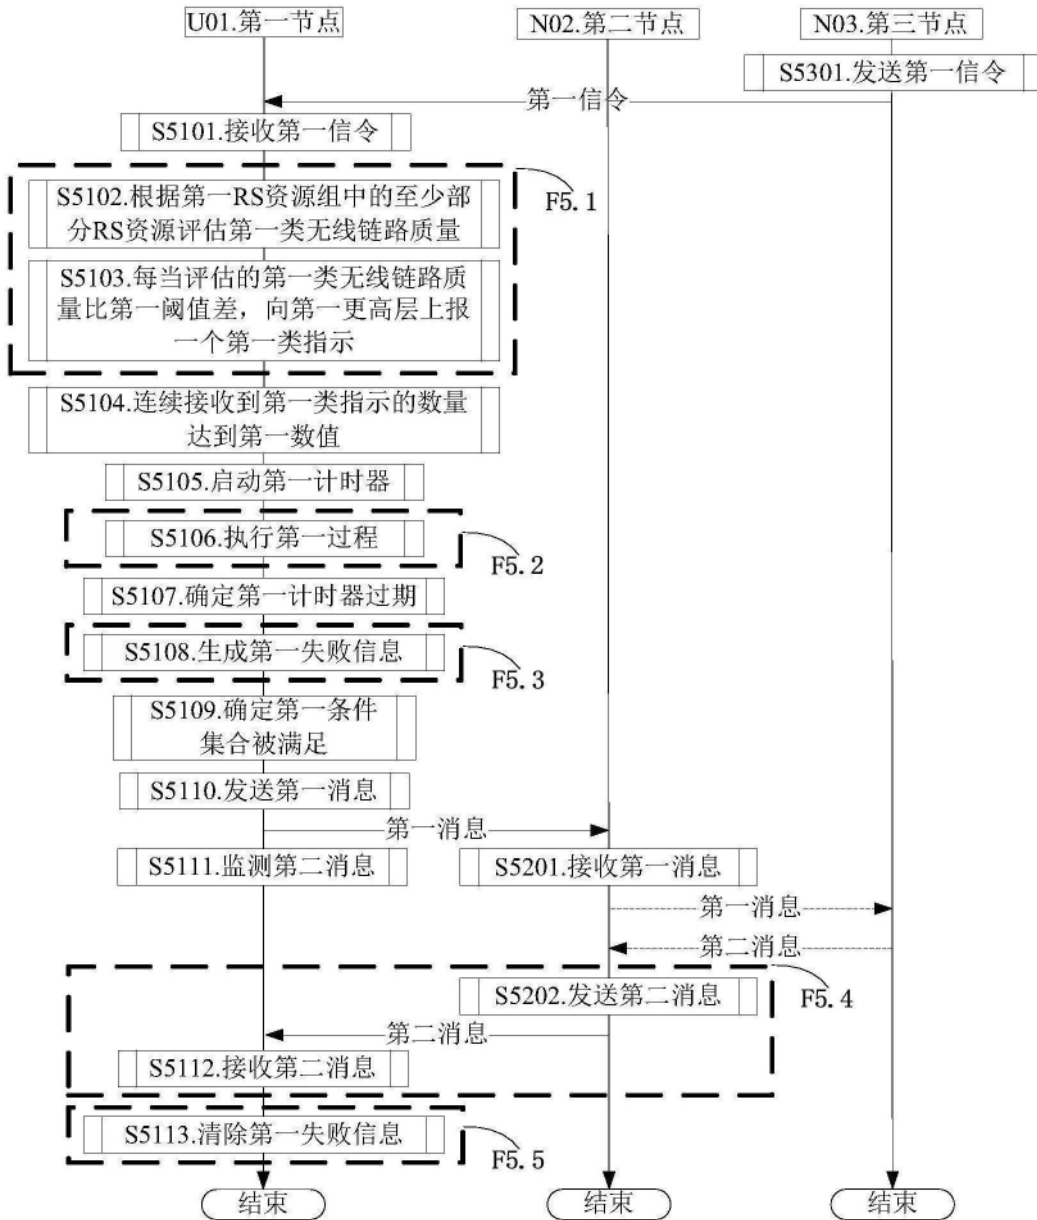 U01.第一节点
N02.第二节点
N03.第三节点
S5301.发送第一信令
第一信令
S5101.接收第一信令
F5.1
S5102.根据第一RS资源组中的至少部
分RS资源评估第一类无线链路质量
S5103.每当评估的第一类无线链路质
量比第一阈值差，向第一更高层上报
一个第一类指示
S5104.连续接收到第一类指示的数量
达到第一数值
S5105.启动第一计时器
S5106.执行第一过程
F5.2
S5107.确定第一计时器过期
S5108.生成第一失败信息
F5.3
S5109.确定第一条件
集合被满足
S5110.发送第一消息
第一消息
S5111.监测第二消息
S5201.接收第一消息
第一消息
第二消息
S5202.发送第二消息
F5.4
第二消息
S5112.接收第二消息
S5113.清除第一失败信息
F5.5
结束
结束
结束